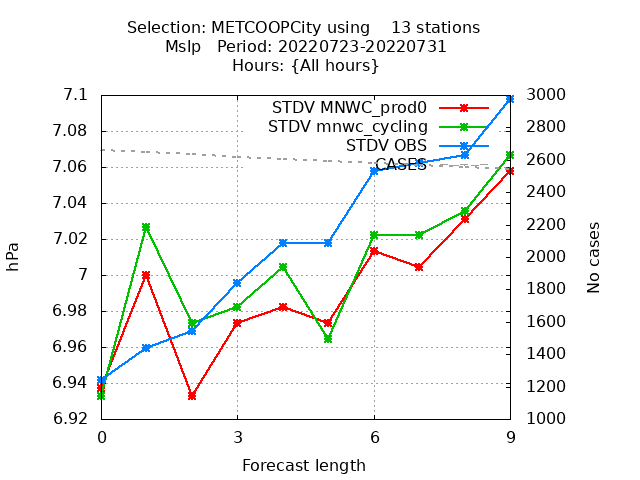 Selection: METCOOPCity using    13 stations
Mslp   Period: 20220723-20220731
Hours: {All hours}
STDV MNWC_prod0
STDV mnwc_cycling
STDV OBS
CASES
hPa
7.1
7.08
7.06
7.04
7.02
7
6.98
6.96
6.94
6.92
No cases
3000
2800
2600
2400
2200
2000
1800
1600
1400
1200
1000
0 3 6 9
Forecast length